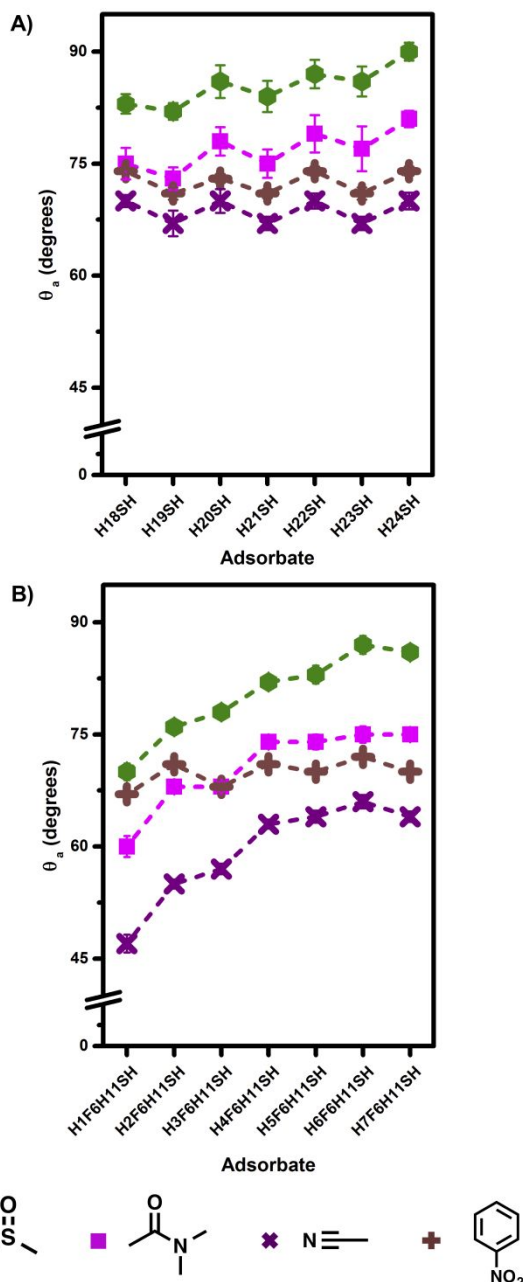 A)
90
75
60
45
0
θa (degrees)
H18SH
H19SH
H20SH
H21SH
H22SH
H23SH
H24SH
Adsorbate
B)
90
75
60
45
0
θa (degrees)
H1F6H11SH
H2F6H11SH
H3F6H11SH
H4F6H11SH
H5F6H11SH
H6F6H11SH
H7F6H11SH
Adsorbate
O
S
O
N
N
NO2